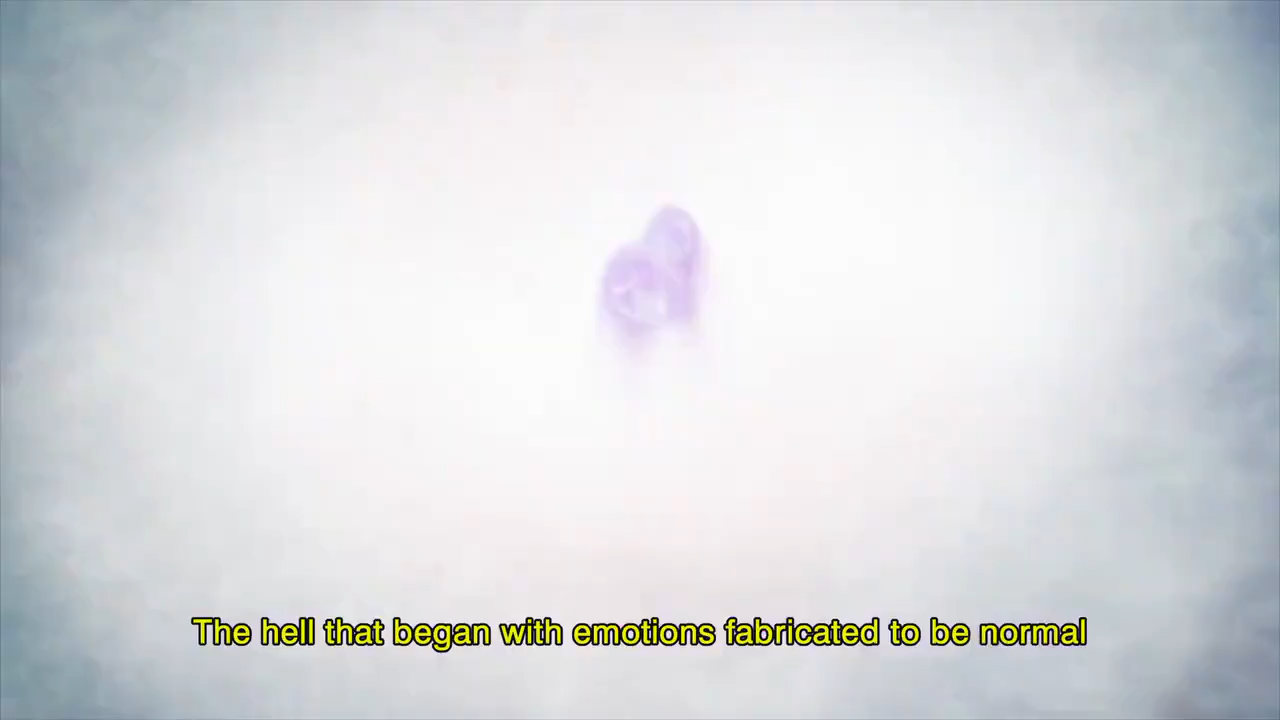 The hell that began with emotions fabricated to be normal